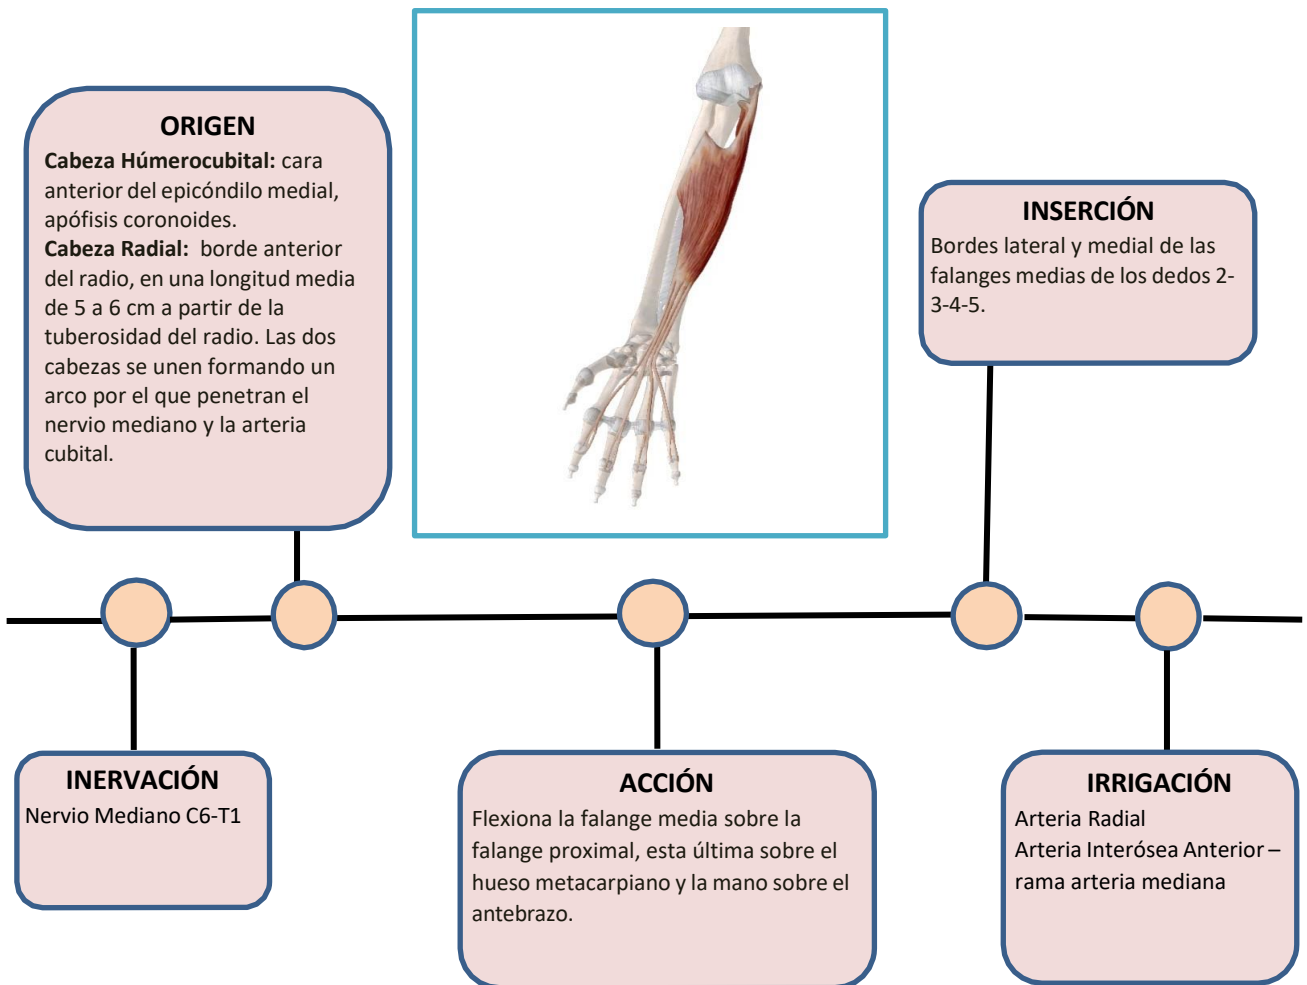 ORIGEN
Cabeza Húmerocubital: cara
anterior del epicóndilo medial,
apófisis coronoides.
Cabeza Radial: borde anterior
del radio, en una longitud media
de 5 a 6 cm a partir de la
tuberosidad del radio. Las dos
cabezas se unen formando un
arco por el que penetran el
nervio mediano y la arteria
cubital.
INSERCIÓN
Bordes lateral y medial de las
falanges medias de los dedos 2-
3-4-5.
INERVACIÓN
Nervio Mediano C6-T1
ACCIÓN
Flexiona la falange media sobre la
falange proximal, esta última sobre el
hueso metacarpiano y la mano sobre el
antebrazo.
IRRIGACIÓN
Arteria Radial
Arteria Interósea Anterior –
rama arteria mediana